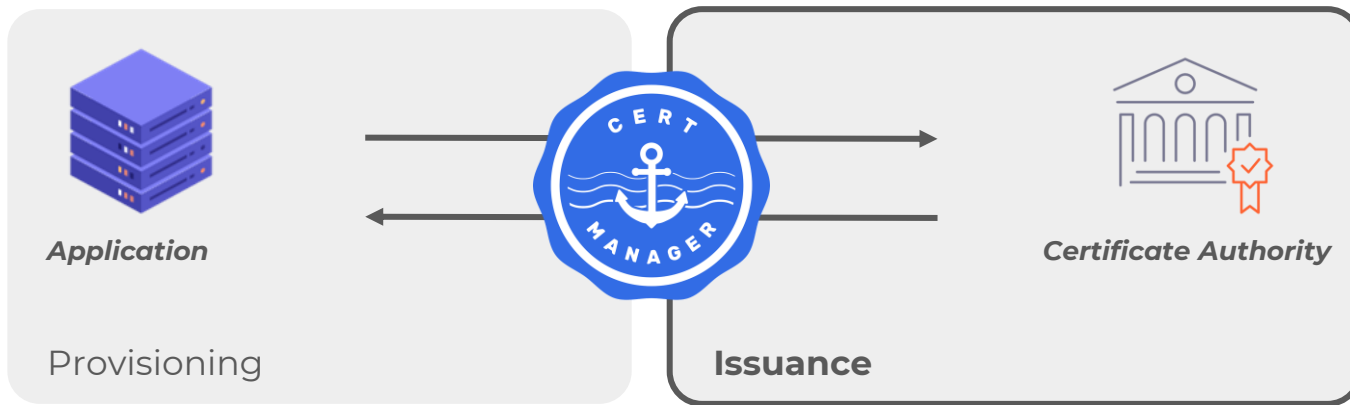 CERT
MANAGER
Application
Certificate Authority
Provisioning
Issuance